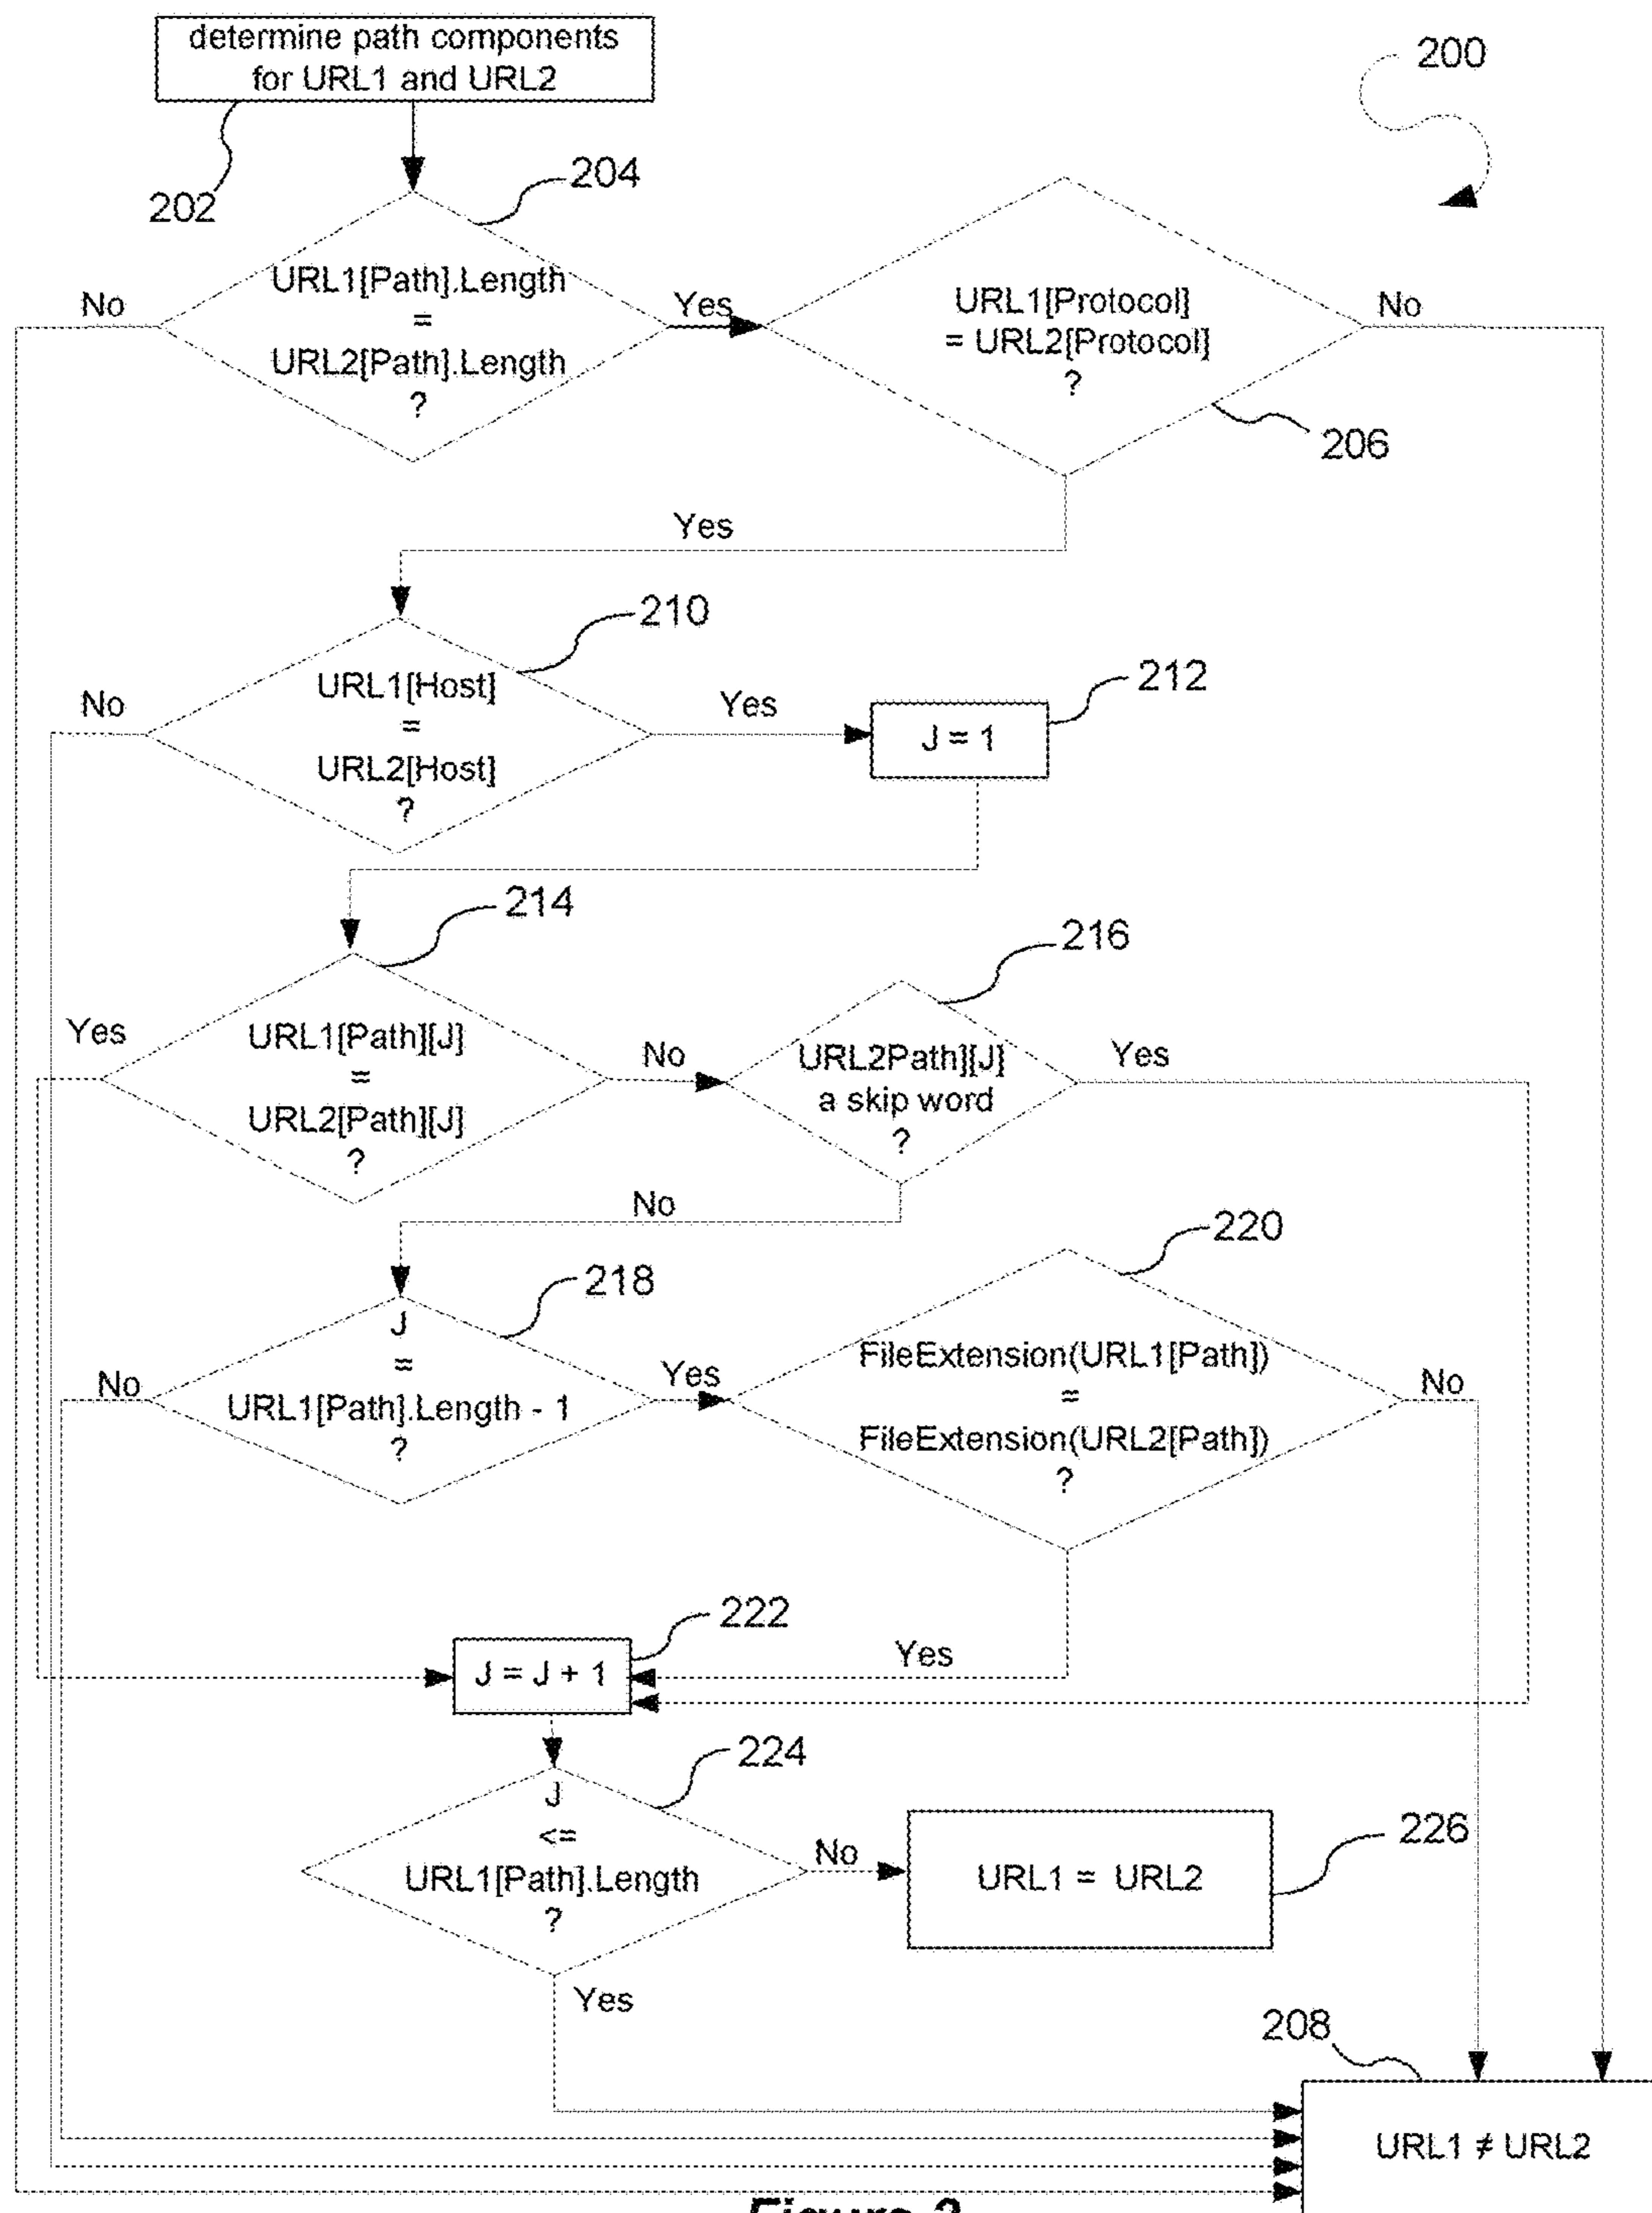 determine path components
for URL1 and URL2
200
202
204
URL1[Path].Length
=
URL2[Path].Length
?
No
Yes
URL1[Protocol]
= URL2[Protocol]
?
No
206
Yes
210
URL1[Host]
=
URL2[Host]
?
No
Yes
212
J = 1
214
URL1[Path][J]
=
URL2[Path][J]
?
Yes
No
216
URL2Path][J]
a skip word
?
Yes
No
218
J
=
URL1[Path].Length - 1
?
No
Yes
220
FileExtension(URL1[Path])
=
FileExtension(URL2[Path])
?
No
Yes
222
J = J + 1
224
J
<=
URL1[Path].Length
?
No
226
URL1 = URL2
Yes
208
URL1 ≠ URL2